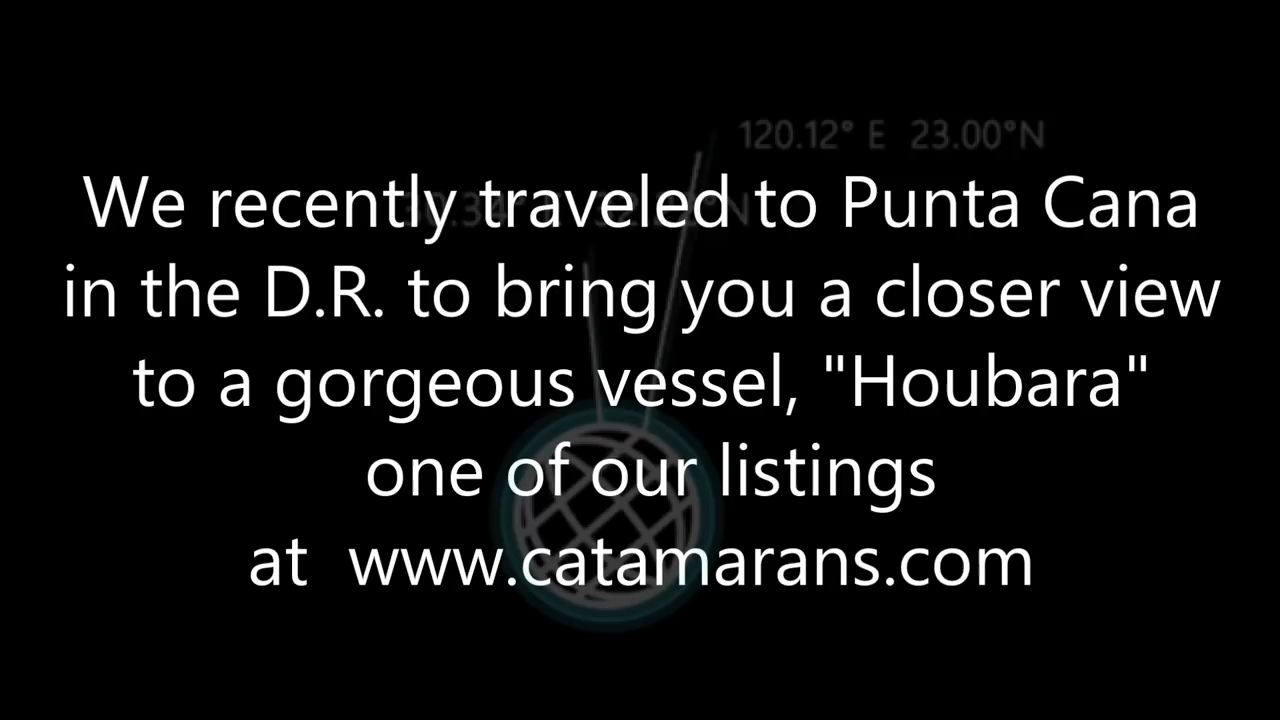 120.12° E 23.00°N
We recently traveled to Punta Cana
in the D.R. to bring you a closer view
to a gorgeous vessel, "Houbara"
one of our listings
at www.catamarans.com